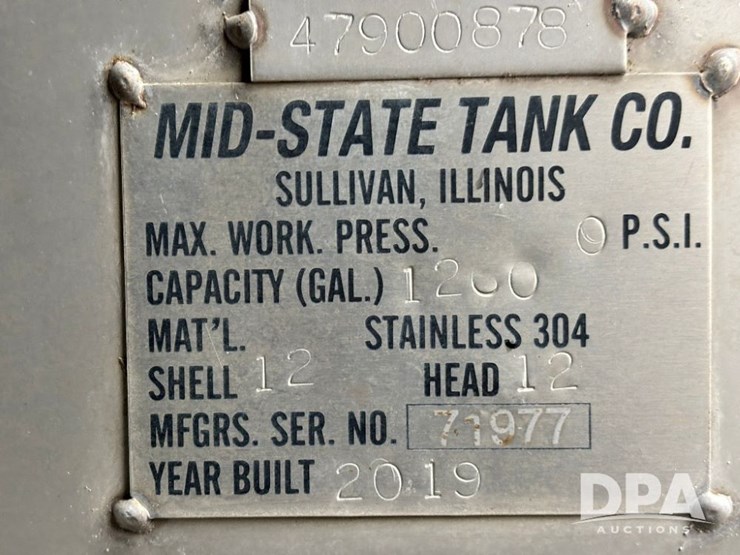 47900878
MID-STATE TANK CO.
SULLIVAN, ILLINOIS
MAX. WORK. PRESS. 0 P.S.I.
CAPACITY (GAL.) 1200
MAT'L. STAINLESS 304
SHELL 12 HEAD 12
MFGRS. SER. NO. 71977
YEAR BUILT 2019
DPA
AUCTIONS